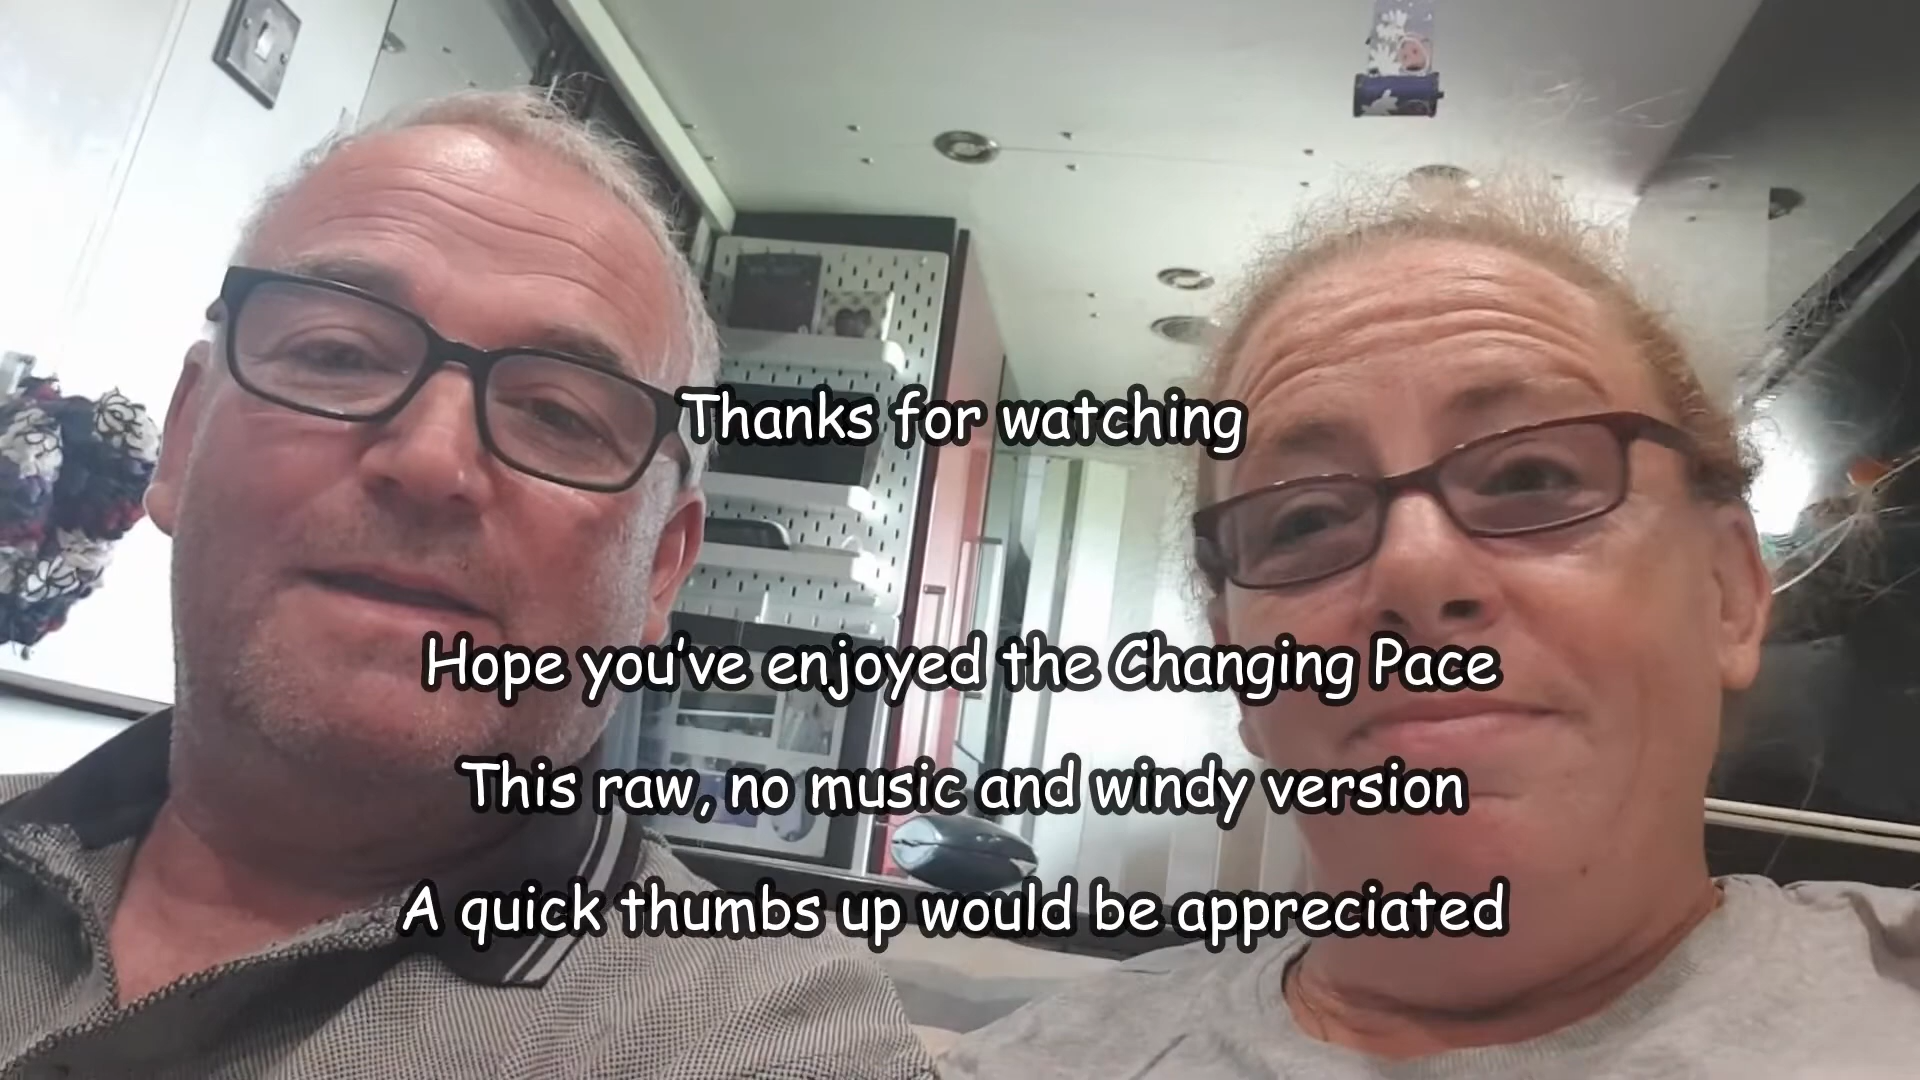 Thanks for watching
Hope you've enjoyed the Changing Pace
This raw, no music and windy version
A quick thumbs up would be appreciated